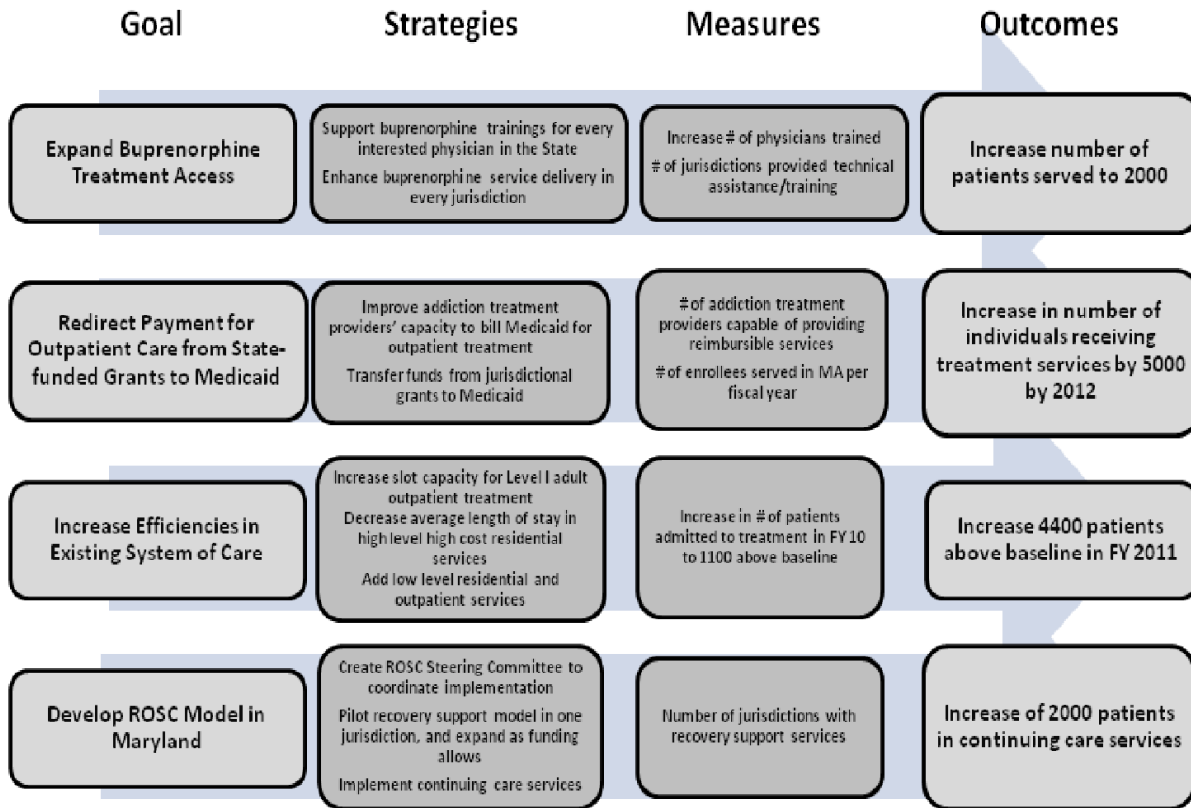 Goal
Strategies
Measures
Outcomes
Expand Buprenorphine
Treatment Access
Support buprenorphine trainings for every
interested physician in the State
Enhance buprenorphine service delivery in
every jurisdiction
Increase # of physicians trained
# of jurisdictions provided technical
assistance/training
Increase number of
patients served to 2000
Redirect Payment for
Outpatient Care from State-
funded Grants to Medicaid
Improve addiction treatment
providers' capacity to bill Medicaid for
outpatient treatment
Transfer funds from jurisdictional
grants to Medicaid
# of addiction treatment
providers capable of providing
reimbursible services
# of enrollees served in MA per
fiscal year
Increase in number of
individuals receiving
treatment services by 5000
by 2012
Increase Efficiencies in
Existing System of Care
Increase slot capacity for Level I adult
outpatient treatment
Decrease average length of stay in
high level high cost residential
services
Add low level residential and
outpatient services
Increase in # of patients
admitted to treatment in FY 10
to 1100 above baseline
Increase 4400 patients
above baseline in FY 2011
Develop ROSC Model in
Maryland
Create ROSC Steering Committee to
coordinate implementation
Pilot recovery support model in one
jurisdiction, and expand as funding
allows
Implement continuing care services
Number of jurisdictions with
recovery support services
Increase of 2000 patients
in continuing care services